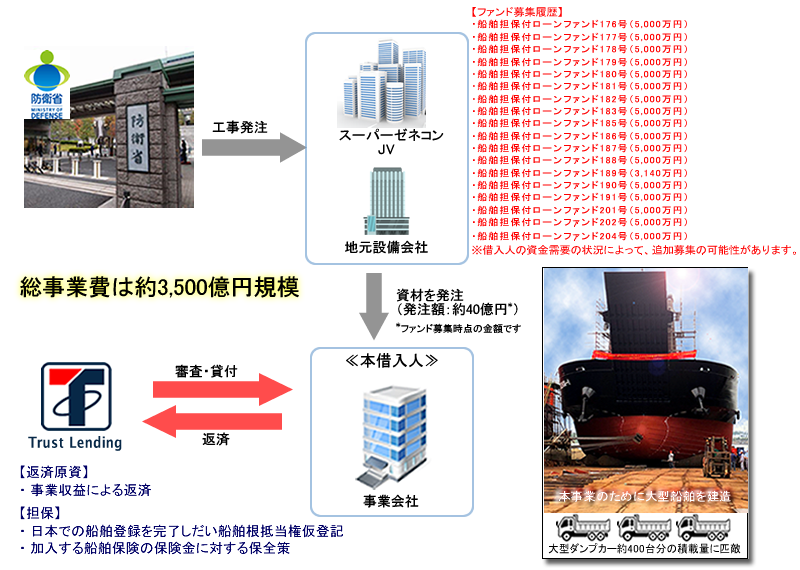 【ファンド募集履歴】
・船舶担保付ローンファンド176号(5,000万円)
・船舶担保付ローンファンド177号(5,000万円)
・船舶担保付ローンファンド178号(5,000万円)
・船舶担保付ローンファンド179号(5,000万円)
・船舶担保付ローンファンド180号(5,000万円)
・船舶担保付ローンファンド181号(5,000万円)
・船舶担保付ローンファンド182号(5,000万円)
・船舶担保付ローンファンド183号(5,000万円)
・船舶担保付ローンファンド185号(5,000万円)
・船舶担保付ローンファンド186号(5,000万円)
・船舶担保付ローンファンド187号(5,000万円)
・船舶担保付ローンファンド188号(5,000万円)
・船舶担保付ローンファンド189号(3,140万円)
・船舶担保付ローンファンド190号(5,000万円)
・船舶担保付ローンファンド191号(5,000万円)
・船舶担保付ローンファンド201号(5,000万円)
・船舶担保付ローンファンド202号(5,000万円)
・船舶担保付ローンファンド204号(5,000万円)
※借入人の資金需要の状況によって、追加募集の可能性があります。
防衛省
MINISTRY OF
DEFENSE
防衛省
工事発注
スーパーゼネコン
JV
地元設備会社
総事業費は約3,500億円規模
資材を発注
(発注額:約40億円*)
*ファンド募集時点の金額です
≪本借入人≫
事業会社
審査・貸付
返済
Trust Lending
【返済原資】
・事業収益による返済
【担保】
・日本での船舶登録を完了しだい船舶根抵当権仮登記
・加入する船舶保険の保険金に対する保全策
本事業のために大型船舶を建造
大型ダンプカー約400台分の積載量に匹敵